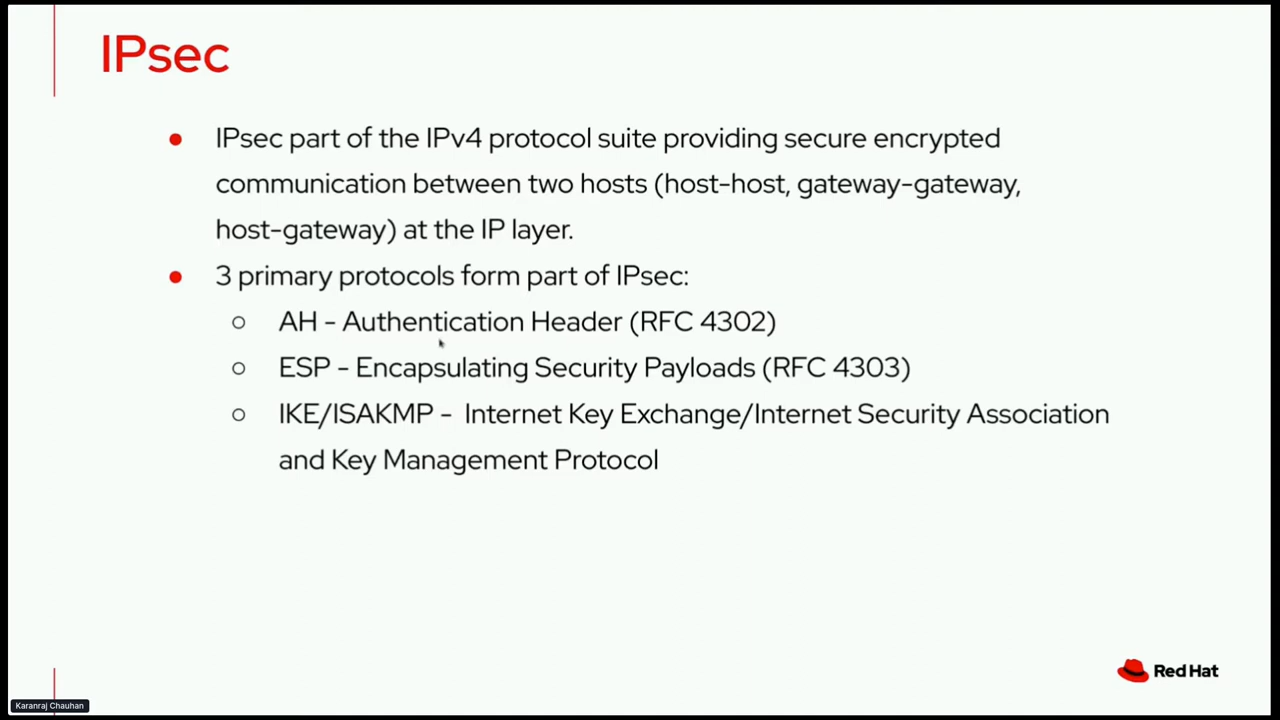 IPsec
● IPsec part of the IPv4 protocol suite providing secure encrypted
communication between two hosts (host-host, gateway-gateway,
host-gateway) at the IP layer.
● 3 primary protocols form part of IPsec:
○ AH - Authentication Header (RFC 4302)
○ ESP - Encapsulating Security Payloads (RFC 4303)
○ IKE/ISAKMP - Internet Key Exchange/Internet Security Association
and Key Management Protocol
Red Hat
Karanraj Chauhan